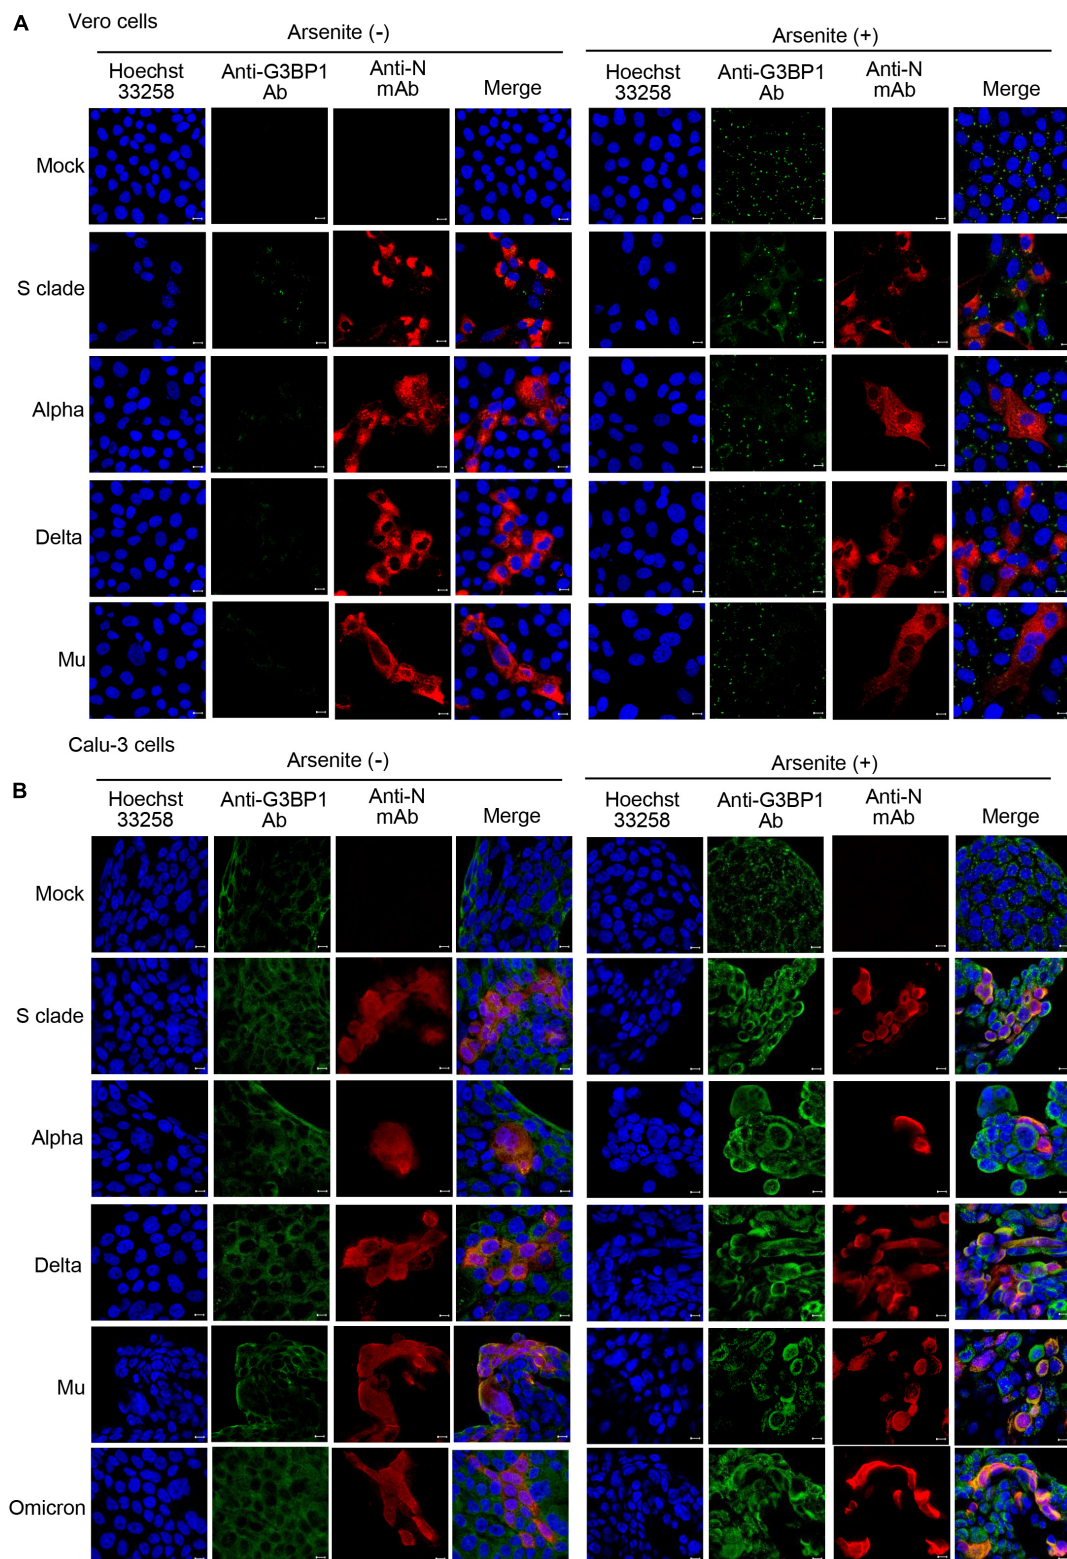 A Vero cells
Arsenite (-) Arsenite (+)
Hoechst 33258 Anti-G3BP1 Ab Anti-N mAb Merge Hoechst 33258 Anti-G3BP1 Ab Anti-N mAb Merge
Mock
S clade
Alpha
Delta
Mu
Calu-3 cells
B Arsenite (-) Arsenite (+)
Hoechst 33258 Anti-G3BP1 Ab Anti-N mAb Merge Hoechst 33258 Anti-G3BP1 Ab Anti-N mAb Merge
Mock
S clade
Alpha
Delta
Mu
Omicron